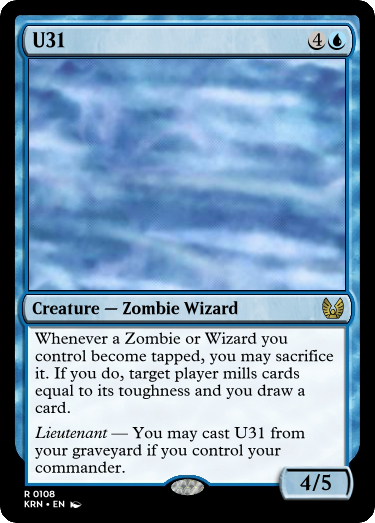 U31
4
Creature — Zombie Wizard
Whenever a Zombie or Wizard you
control become tapped, you may sacrifice
it. If you do, target player mills cards
equal to its toughness and you draw a
card.
Lieutenant — You may cast U31 from
your graveyard if you control your
commander.
4/5
R 0108
KRN • EN